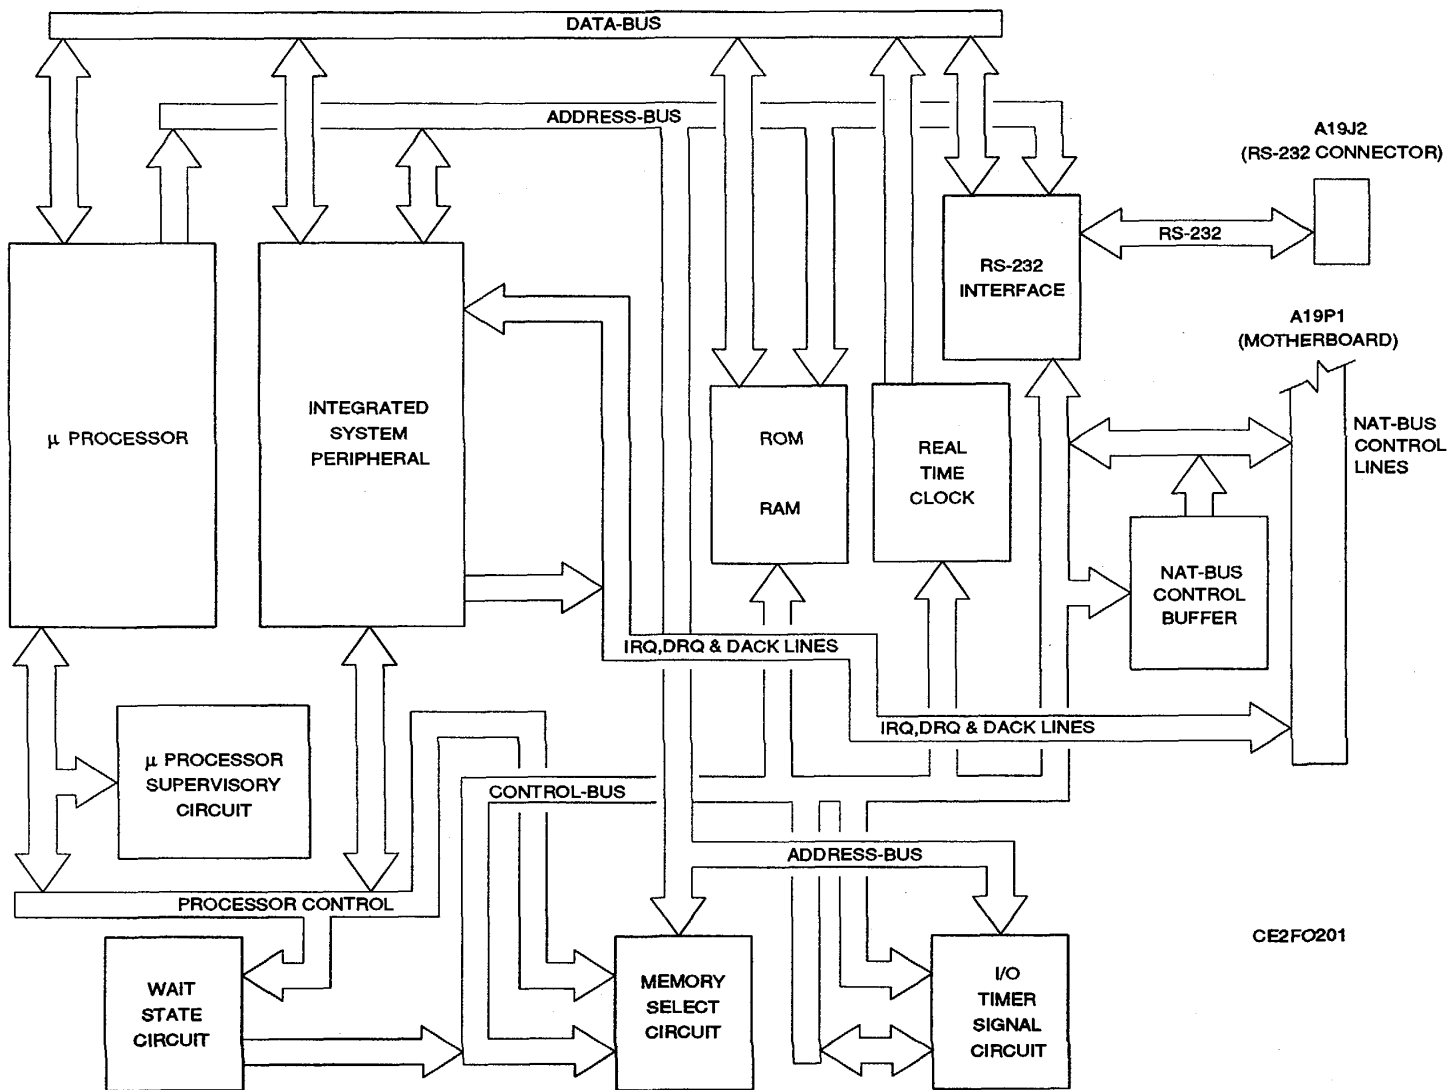 DATA-BUS
ADDRESS-BUS
A19J2
(RS-232 CONNECTOR)
RS-232
RS-232
INTERFACE
A19P1
(MOTHERBOARD)
μ PROCESSOR
INTEGRATED
SYSTEM
PERIPHERAL
ROM
RAM
REAL
TIME
CLOCK
NAT-BUS
CONTROL
LINES
NAT-BUS
CONTROL
BUFFER
IRQ,DRQ & DACK LINES
IRQ,DRQ & DACK LINES
μ PROCESSOR
SUPERVISORY
CIRCUIT
CONTROL-BUS
ADDRESS-BUS
PROCESSOR CONTROL
CE2FO201
WAIT
STATE
CIRCUIT
MEMORY
SELECT
CIRCUIT
I/O
TIMER
SIGNAL
CIRCUIT